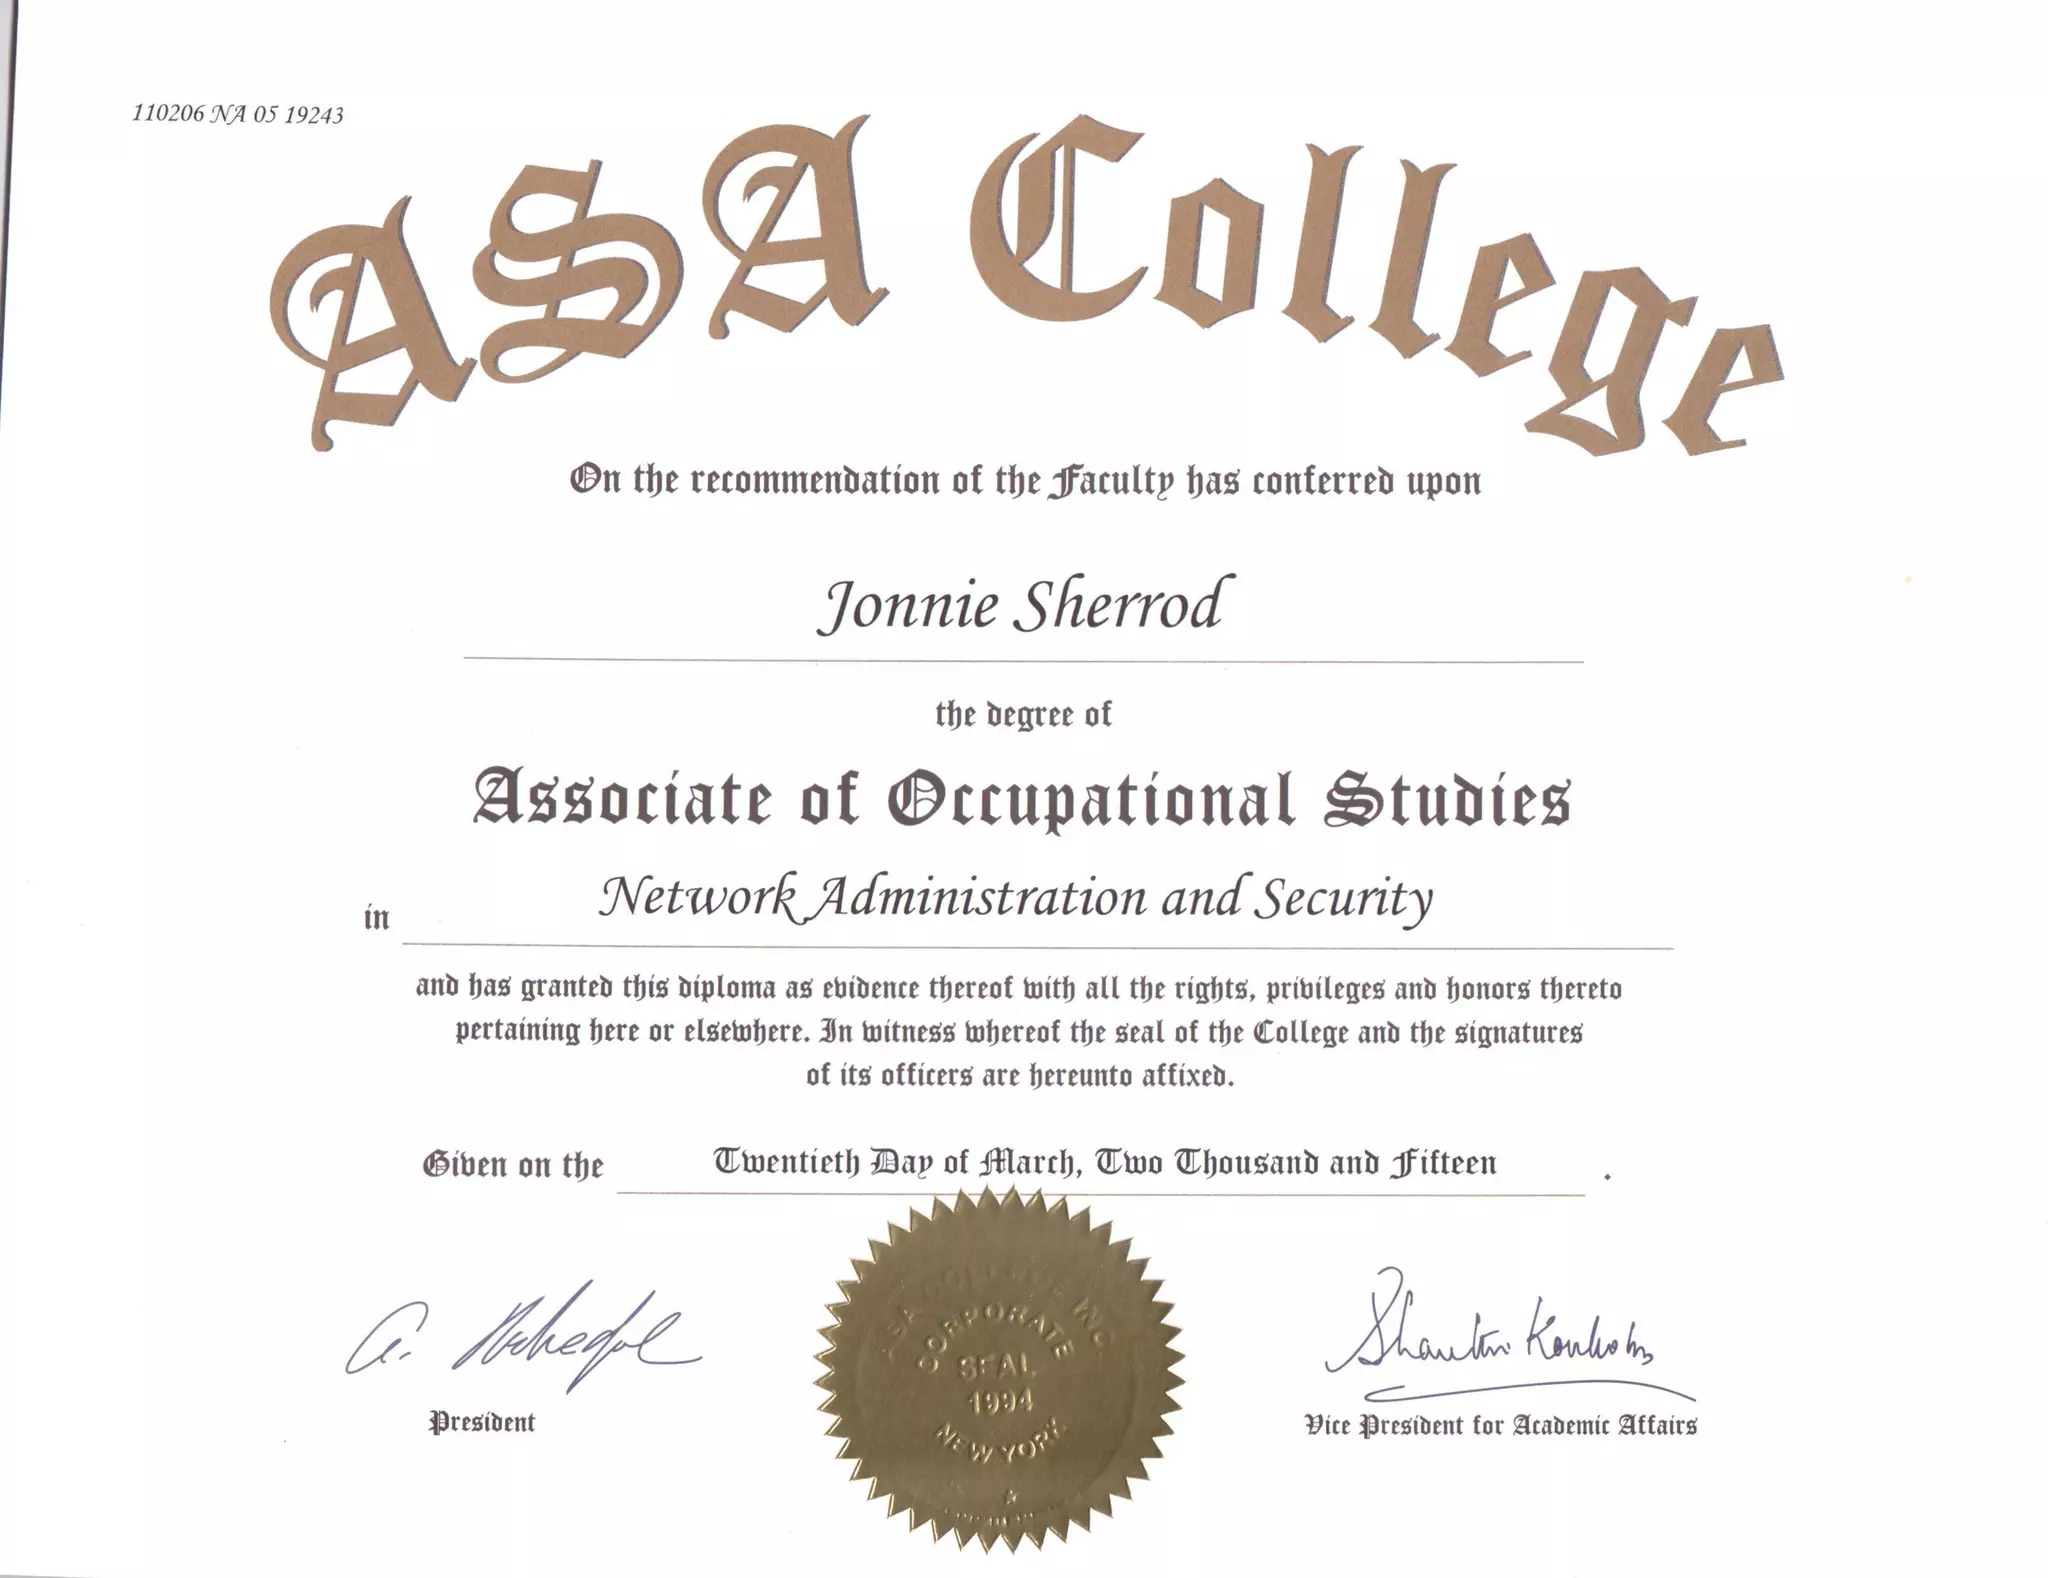 110206 NA 05 19243
ASA College
On the recommendation of the Faculty has conferred upon
Jonnie Sherrod
the degree of
Associate of Occupational Studies
in Network Administration and Security
and has granted this diploma as evidence thereof with all the rights, privileges and honors thereto
pertaining here or elsewhere. In witness whereof the seal of the College and the signatures
of its officers are hereunto affixed.
Given on the Twentieth Day of March, Two Thousand and Fifteen .
ASA COLLEGE INC
CORPORATE
SEAL
1994
NEW YORK
President
Vice President for Academic Affairs